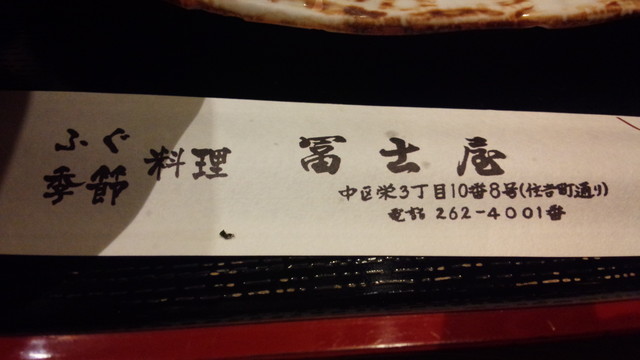 ふぐ
季節 料理 冨士屋
中区栄3丁目10番8号(住吉町通り)
電話 262-4001番